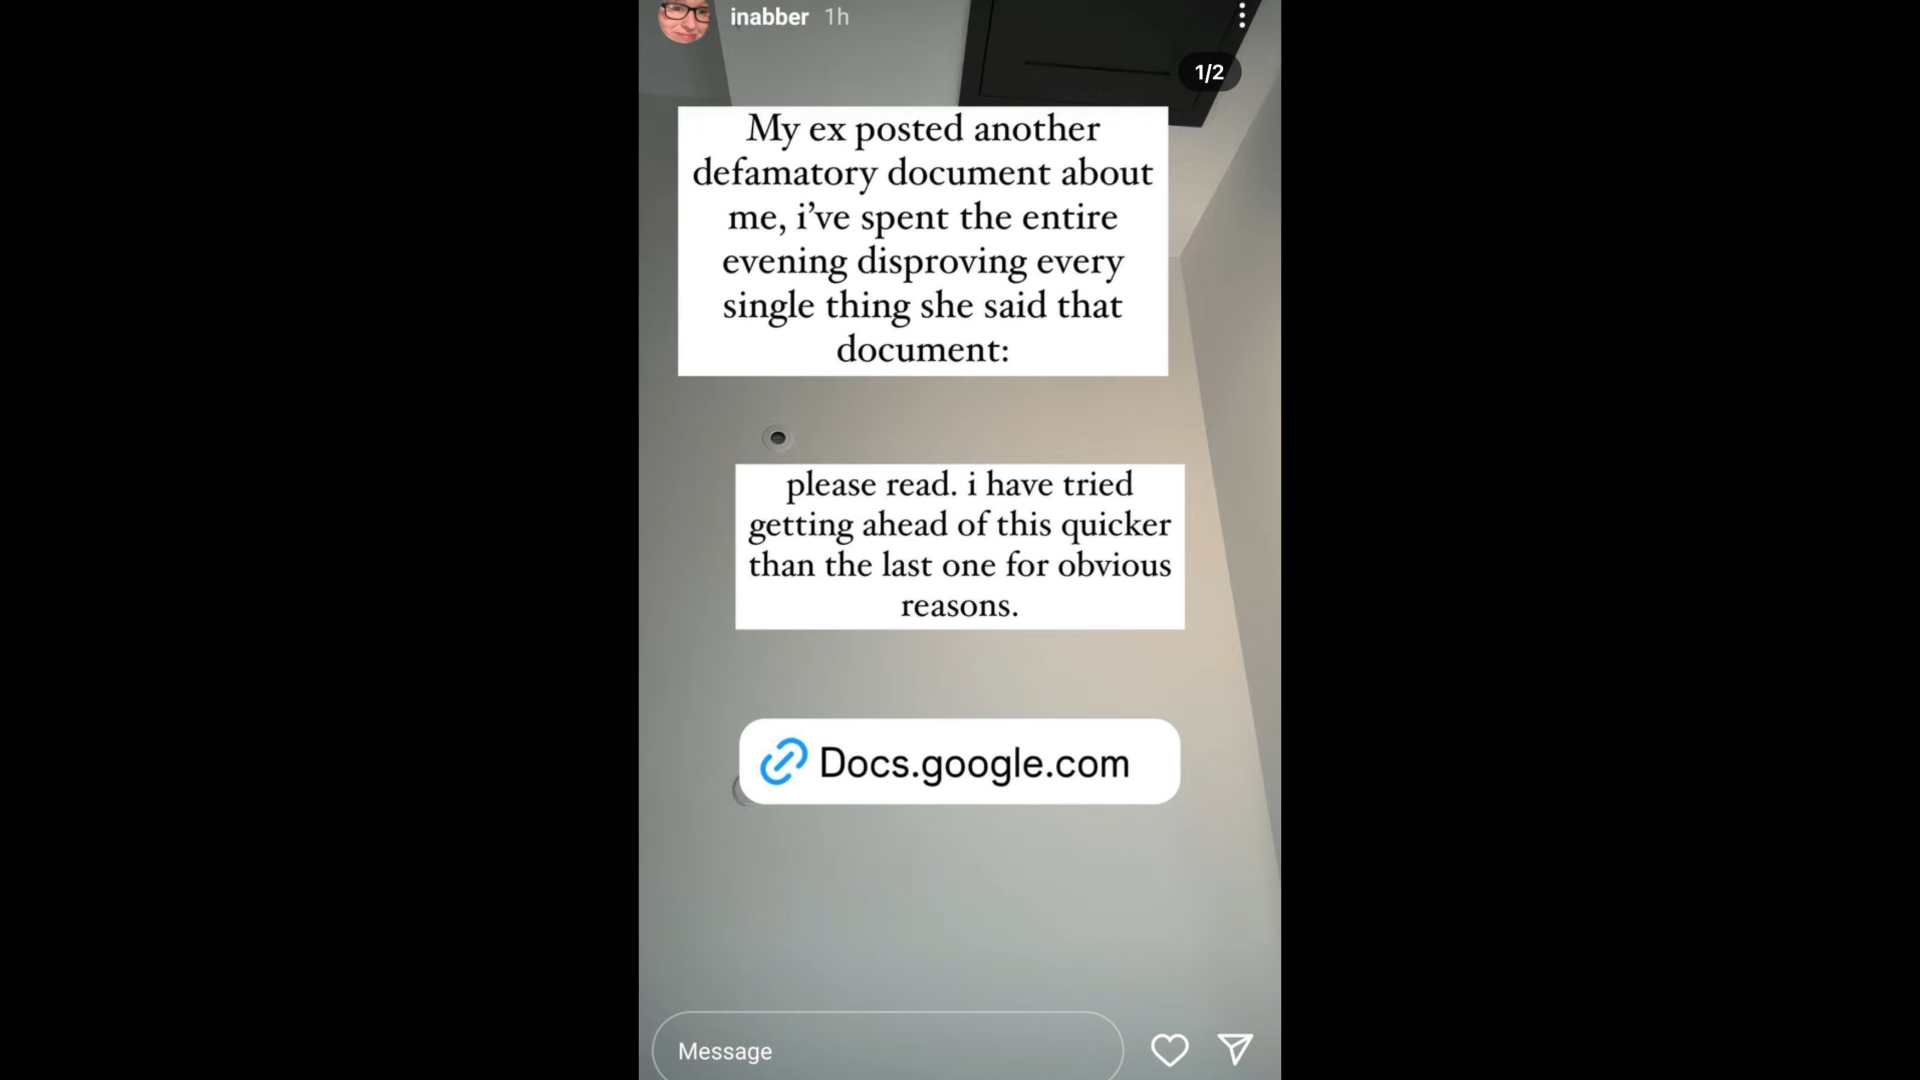 inabber 1h
1/2
My ex posted another
defamatory document about
me, i’ve spent the entire
evening disproving every
single thing she said that
document:
please read. i have tried
getting ahead of this quicker
than the last one for obvious
reasons.
Docs.google.com
Message